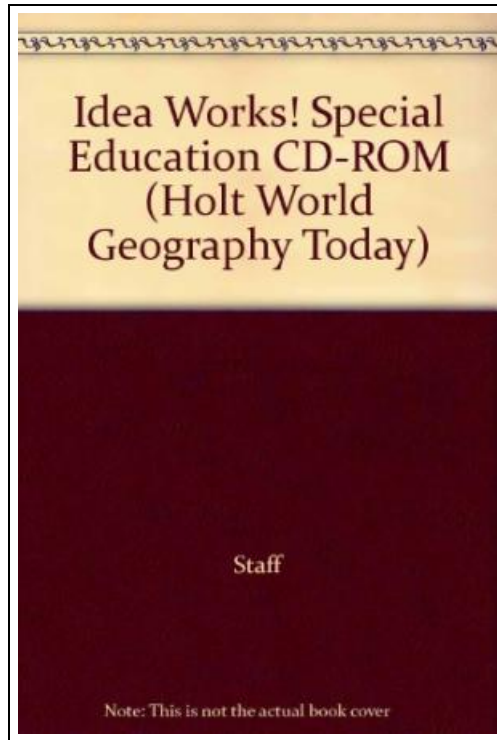 Idea Works! Special
Education CD-ROM
(Holt World
Geography Today)
Staff
Note: This is not the actual book cover